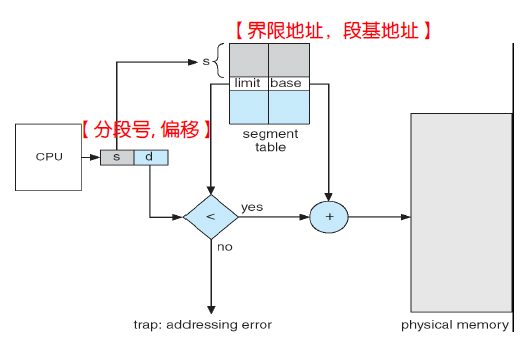 【界限地址，段基地址】
s
limit base
segment
table
【分段号,偏移】
CPU
s d
<
yes
+
no
trap: addressing error
physical memory